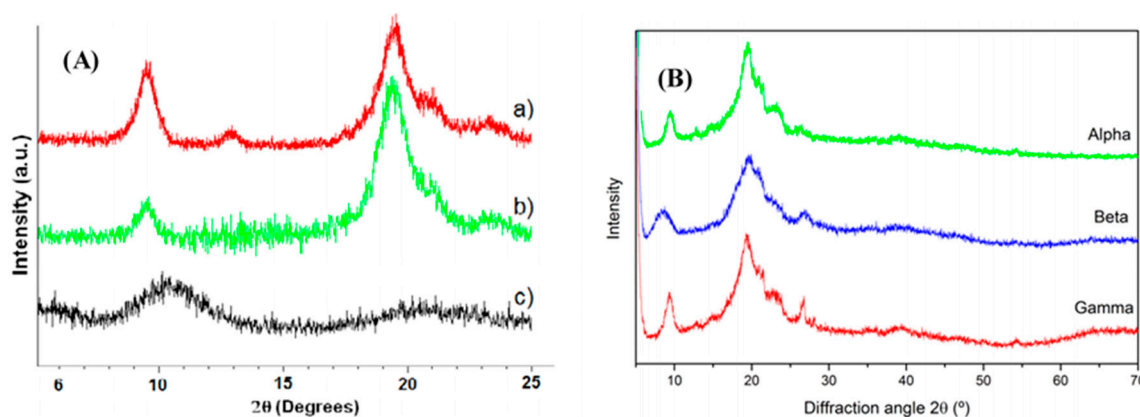 (A)
a)
b)
c)
Intensity (a.u.)
6 10 15 20 25
2θ (Degrees)
(B)
Alpha
Beta
Gamma
Intensity
10 20 30 40 50 60 70
Diffraction angle 2θ (º)